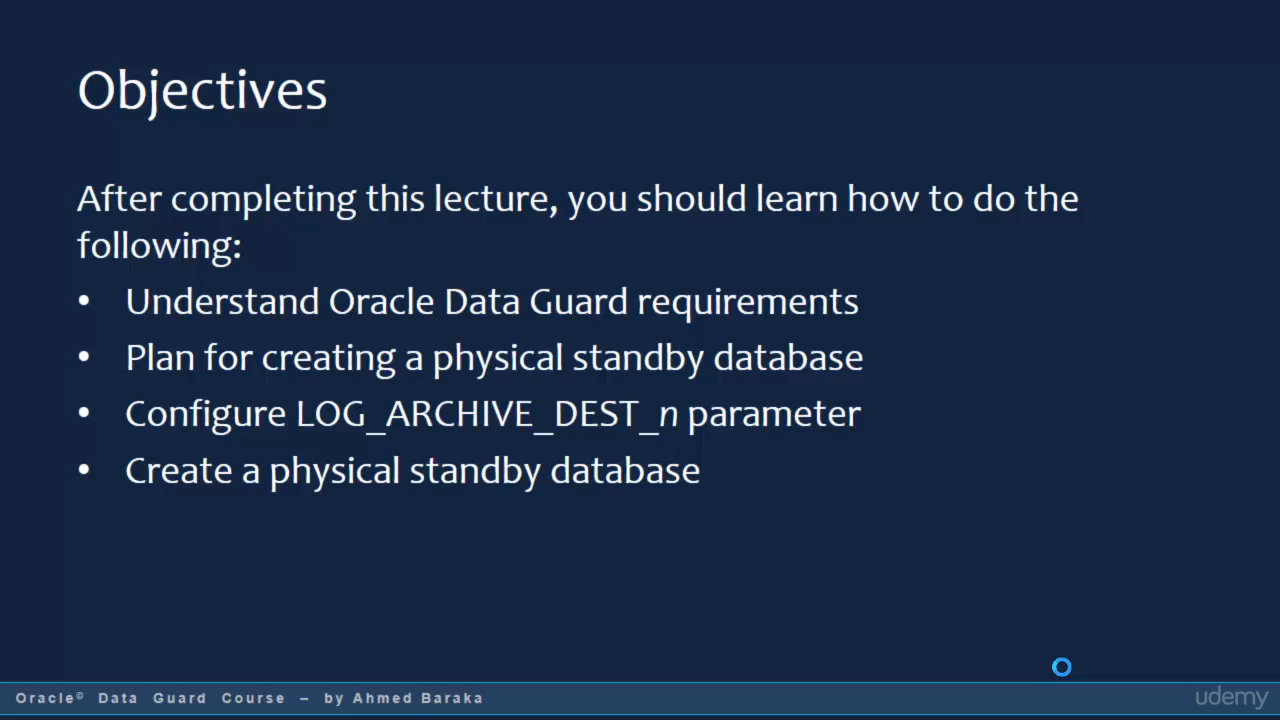 Objectives
After completing this lecture, you should learn how to do the
following:
• Understand Oracle Data Guard requirements
• Plan for creating a physical standby database
• Configure LOG_ARCHIVE_DEST_n parameter
• Create a physical standby database
Oracle© Data Guard Course – by Ahmed Baraka
udemy